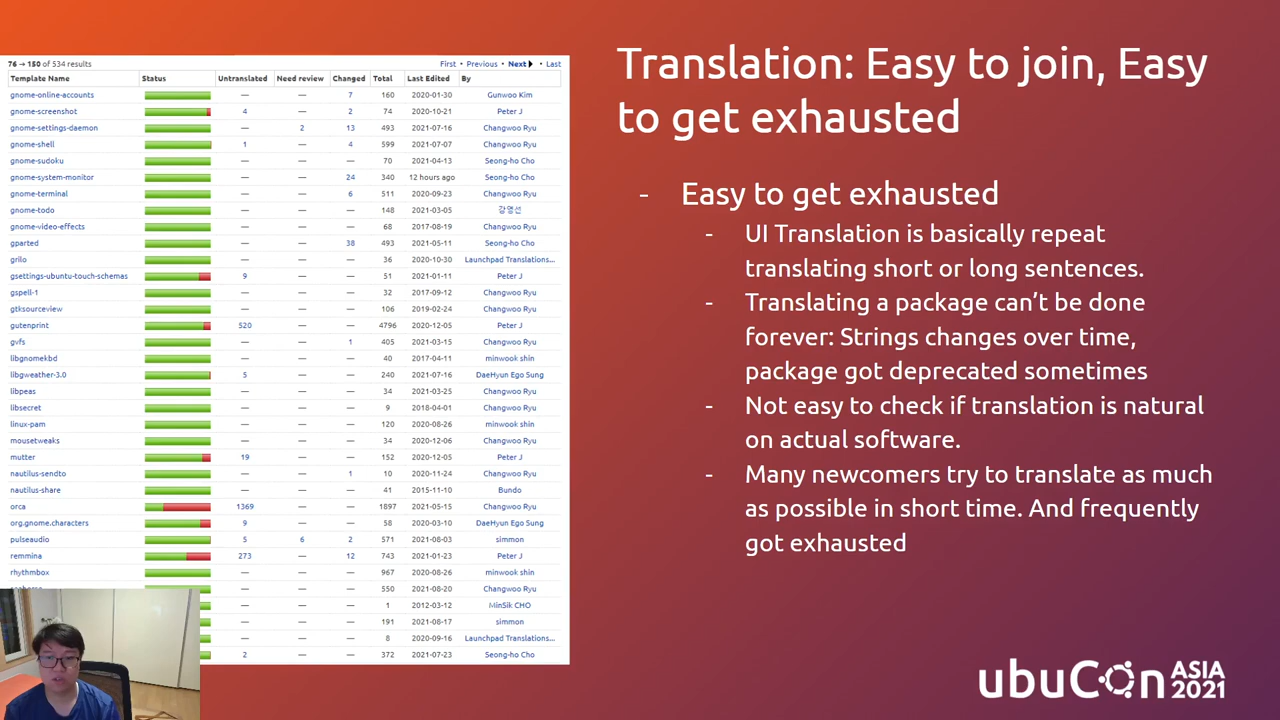 76 → 150 of 534 results
First • Previous • Next • Last
Template Name Status Untranslated Need review Changed Total Last Edited By
gnome-online-accounts — — 7 160 2020-01-30 Gunwoo Kim
gnome-screenshot 4 — 2 74 2020-10-21 Peter J
gnome-settings-daemon — 2 13 493 2021-07-16 Changwoo Ryu
gnome-shell 1 — 4 599 2021-07-07 Changwoo Ryu
gnome-sudoku — — — 70 2021-04-13 Seong-ho Cho
gnome-system-monitor — — 24 340 12 hours ago Seong-ho Cho
gnome-terminal — — 6 511 2020-09-23 Changwoo Ryu
gnome-todo — — — 148 2021-03-05 강명선
gnome-video-effects — — — 68 2017-08-19 Changwoo Ryu
gparted — — 38 493 2021-05-11 Seong-ho Cho
grilo — — — 36 2020-10-30 Launchpad Translations...
gsettings-ubuntu-touch-schemas 9 — — 51 2021-01-11 Peter J
gspell-1 — — — 32 2017-09-12 Changwoo Ryu
gtksourceview — — — 106 2019-02-24 Changwoo Ryu
gutenprint 520 — — 4796 2020-12-05 Peter J
gvfs — — 1 405 2021-03-15 Changwoo Ryu
libgnomekbd — — — 40 2017-04-11 minwook shin
libgweather-3.0 5 — — 240 2021-07-16 DaeHyun Ego Sung
libpeas — — — 34 2021-03-25 Changwoo Ryu
libsecret — — — 9 2018-04-01 Changwoo Ryu
linux-pam — — — 120 2020-08-26 minwook shin
mousetweaks — — — 34 2020-12-06 Changwoo Ryu
mutter 19 — — 152 2020-12-05 Peter J
nautilus-sendto — — 1 10 2020-11-24 Changwoo Ryu
nautilus-share — — — 41 2015-11-10 Bundo
orca 1369 — — 1897 2021-05-15 Changwoo Ryu
org.gnome.characters 9 — — 58 2020-03-10 DaeHyun Ego Sung
pulseaudio 5 6 2 571 2021-08-03 simmon
remmina 273 — 12 743 2021-01-23 Peter J
rhythmbox — — — 967 2020-08-26 minwook shin
— — — 550 2021-08-20 Changwoo Ryu
— — — 1 2012-03-12 MinSik CHO
— — — 191 2021-08-17 simmon
— — — 8 2020-09-16 Launchpad Translations...
2 — — 372 2021-07-23 Seong-ho Cho
Translation: Easy to join, Easy
to get exhausted
- Easy to get exhausted
- UI Translation is basically repeat
translating short or long sentences.
- Translating a package can’t be done
forever: Strings changes over time,
package got deprecated sometimes
- Not easy to check if translation is natural
on actual software.
- Many newcomers try to translate as much
as possible in short time. And frequently
got exhausted
ubuCon ASIA
2021